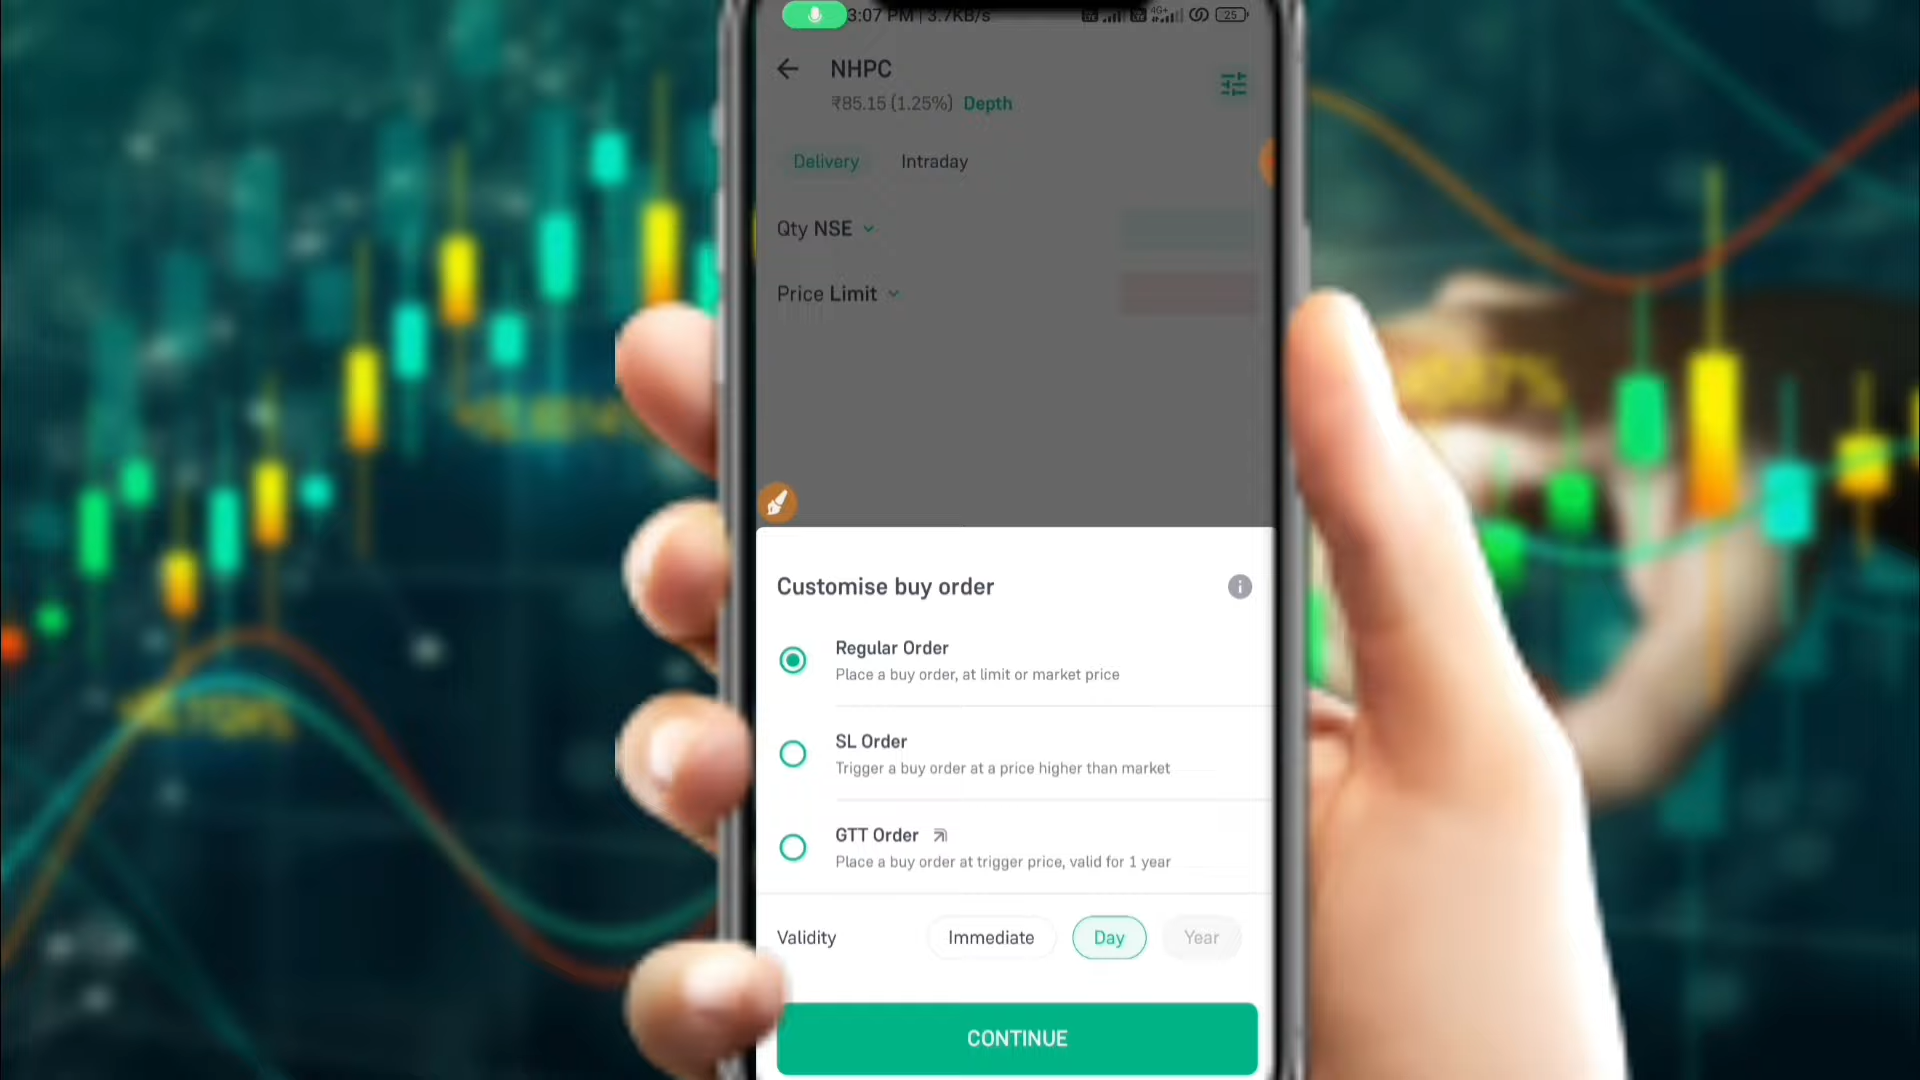 3:07 PM | 3.7KB/s 4G+ 25
NHPC
₹85.15 (1.25%) Depth
Delivery Intraday
Qty NSE
Price Limit
Customise buy order
Regular Order
Place a buy order, at limit or market price
SL Order
Trigger a buy order at a price higher than market
GTT Order
Place a buy order at trigger price, valid for 1 year
Validity Immediate Day Year
CONTINUE